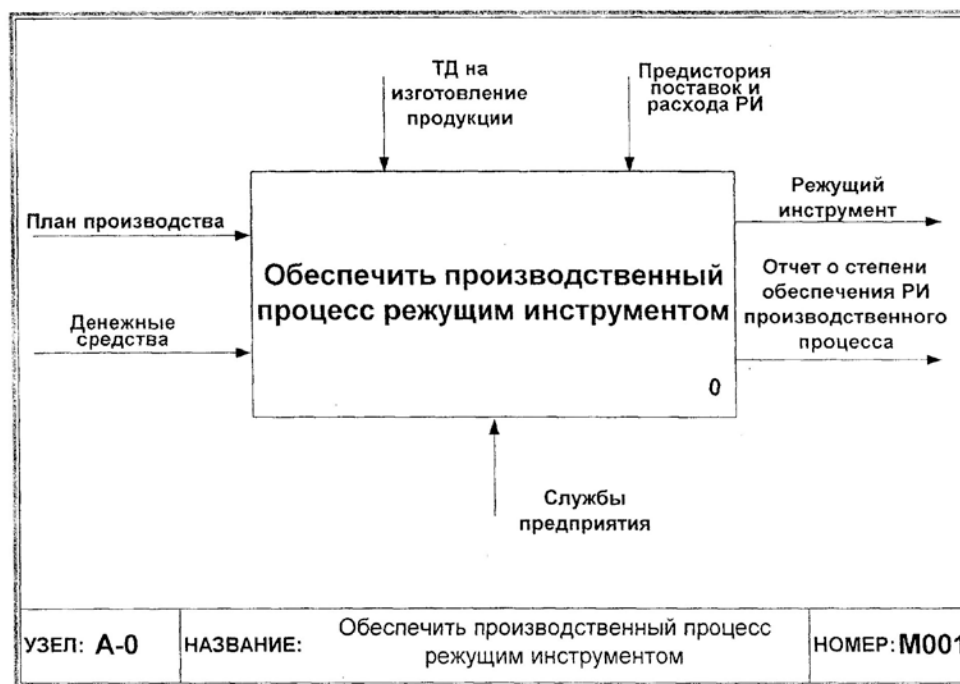 ТД на
изготовление
продукции
Предистория
поставок и
расхода РИ
План производства
Денежные
средства
Обеспечить производственный
процесс режущим инструментом
0
Режущий
инструмент
Отчет о степени
обеспечения РИ
производственного
процесса
Службы
предприятия
УЗЕЛ: А-0
НАЗВАНИЕ:
Обеспечить производственный процесс
режущим инструментом
НОМЕР: М001